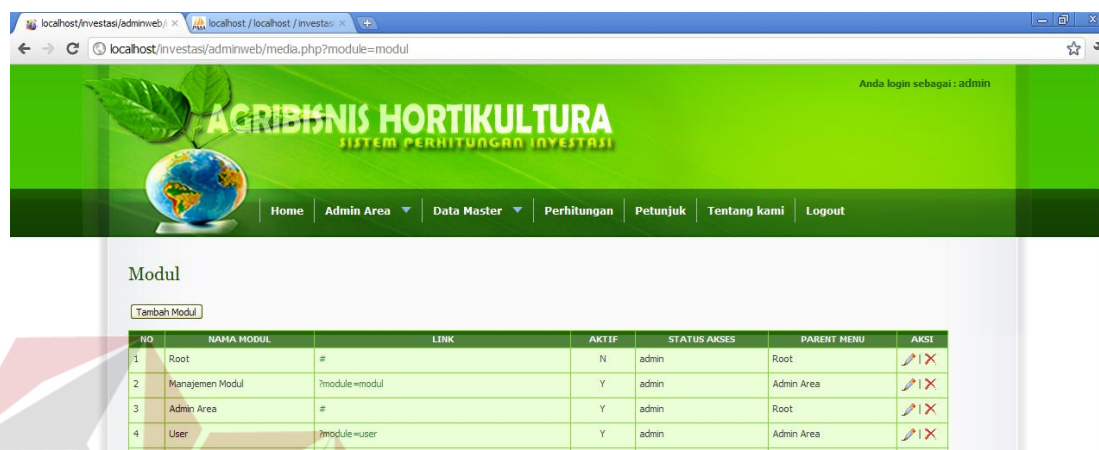 localhost/investasi/adminweb/
localhost / localhost / investas
localhost/investasi/adminweb/media.php?module=modul
Anda login sebagai : admin
AGRIBISNIS HORTIKULTURA
SISTEM PERHITUNGAN INVESTASI
Home Admin Area Data Master Perhitungan Petunjuk Tentang kami Logout
Modul
Tambah Modul
NO NAMA MODUL LINK AKTIF STATUS AKSES PARENT MENU AKSI
1 Root # N admin Root |
2 Manajemen Modul ?module=modul Y admin Admin Area |
3 Admin Area # Y admin Root |
4 User ?module=user Y admin Admin Area |